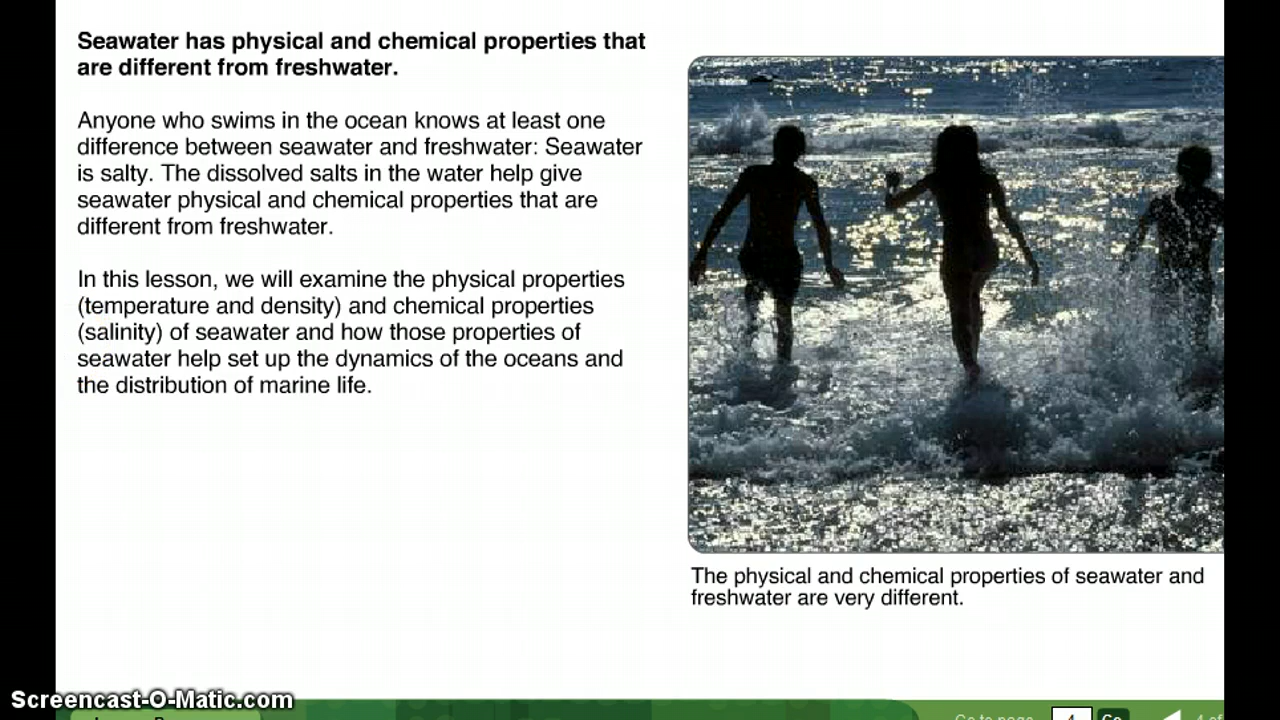 Seawater has physical and chemical properties that
are different from freshwater.
Anyone who swims in the ocean knows at least one
difference between seawater and freshwater: Seawater
is salty. The dissolved salts in the water help give
seawater physical and chemical properties that are
different from freshwater.
In this lesson, we will examine the physical properties
(temperature and density) and chemical properties
(salinity) of seawater and how those properties of
seawater help set up the dynamics of the oceans and
the distribution of marine life.
The physical and chemical properties of seawater and
freshwater are very different.
Screencast-O-Matic.com
Go to page 4 Go 4 of